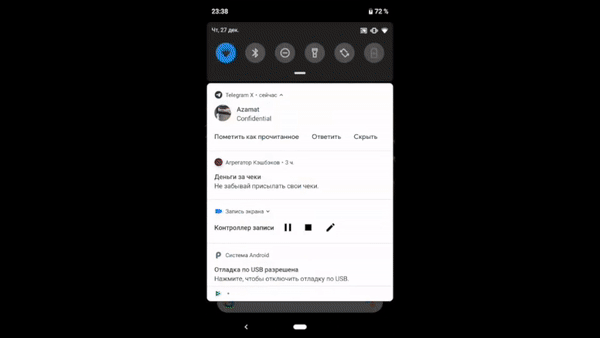 23:38
72 %
Чт, 27 дек.
Telegram X • сейчас
Azamat
Confidential
Пометить как прочитанное Ответить Скрыть
Агрегатор Кэшбэков • 3 ч
Деньги за чеки
Не забывай присылать свои чеки.
Запись экрана
Контроллер записи
Система Android
Отладка по USB разрешена
Нажмите, чтобы отключить отладку по USB.